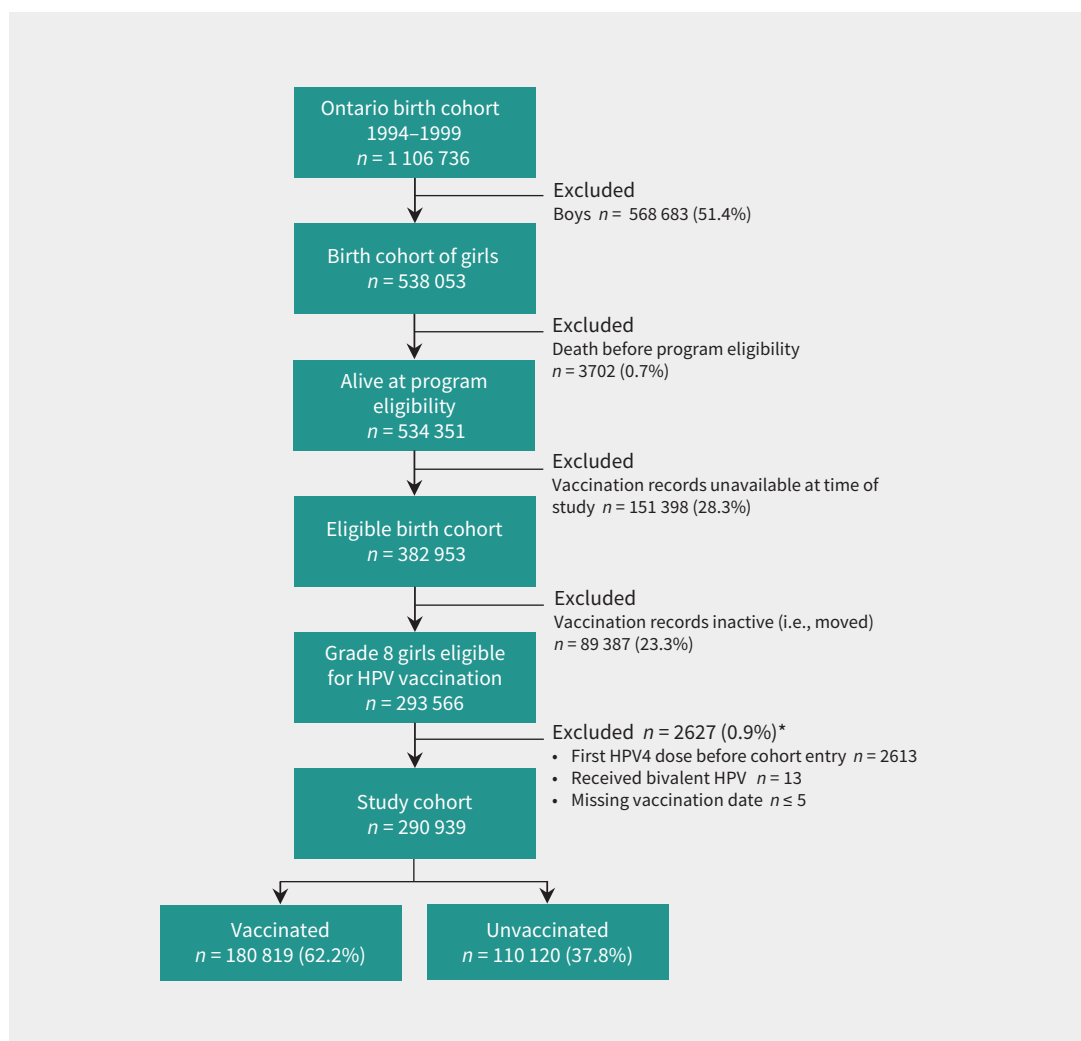 Ontario birth cohort
1994–1999
n = 1 106 736
Excluded
Boys n = 568 683 (51.4%)
Birth cohort of girls
n = 538 053
Excluded
Death before program eligibility
n = 3702 (0.7%)
Alive at program
eligibility
n = 534 351
Excluded
Vaccination records unavailable at time of
study n = 151 398 (28.3%)
Eligible birth cohort
n = 382 953
Excluded
Vaccination records inactive (i.e., moved)
n = 89 387 (23.3%)
Grade 8 girls eligible
for HPV vaccination
n = 293 566
Excluded n = 2627 (0.9%)*
• First HPV4 dose before cohort entry n = 2613
• Received bivalent HPV n = 13
• Missing vaccination date n ≤ 5
Study cohort
n = 290 939
Vaccinated
n = 180 819 (62.2%)
Unvaccinated
n = 110 120 (37.8%)